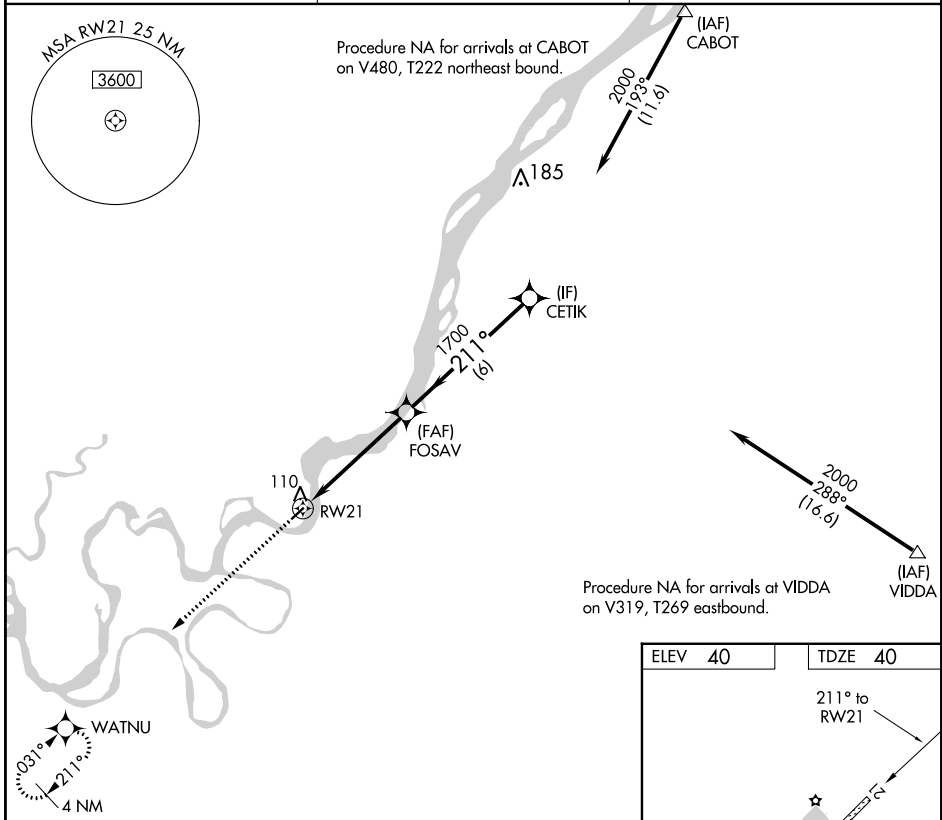 MSA RW21 25 NM
3600
Procedure NA for arrivals at CABOT
on V480, T222 northeast bound.
(IAF)
CABOT
2000
193°
(11.6)
185
(IF)
CETIK
1700
211°
(6)
(FAF)
FOSAV
110
RW21
2000
288°
(16.6)
(IAF)
VIDDA
Procedure NA for arrivals at VIDDA
on V319, T269 eastbound.
WATNU
031°
211°
4 NM
ELEV 40
TDZE 40
211° to
RW21
21